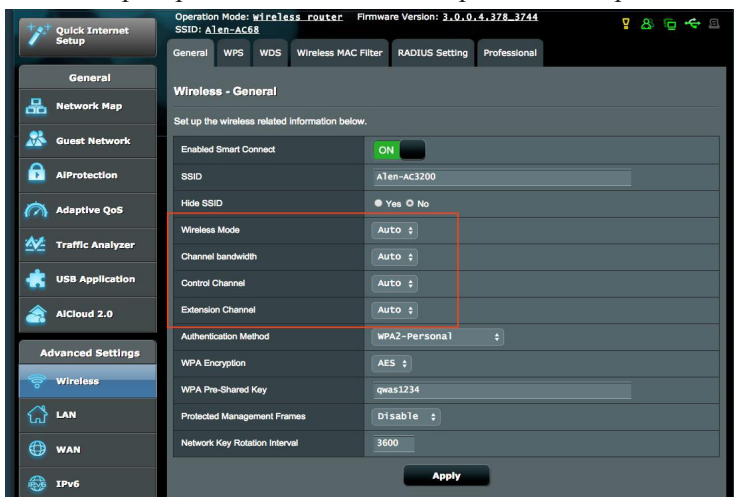 Operation Mode: Wireless router Firmware Version: 3.0.0.4.378_3744
SSID: Alen-AC68
Quick Internet
Setup
General
WPS
WDS
Wireless MAC Filter
RADIUS Setting
Professional
General
Network Map
Guest Network
AiProtection
Adaptive QoS
Traffic Analyzer
USB Application
AiCloud 2.0
Advanced Settings
Wireless
LAN
WAN
IPv6
Wireless - General
Set up the wireless related information below.
Enabled Smart Connect ON
SSID Alen-AC3200
Hide SSID Yes No
Wireless Mode Auto
Channel bandwidth Auto
Control Channel Auto
Extension Channel Auto
Authentication Method WPA2-Personal
WPA Encryption AES
WPA Pre-Shared Key qwas1234
Protected Management Frames Disable
Network Key Rotation Interval 3600
Apply